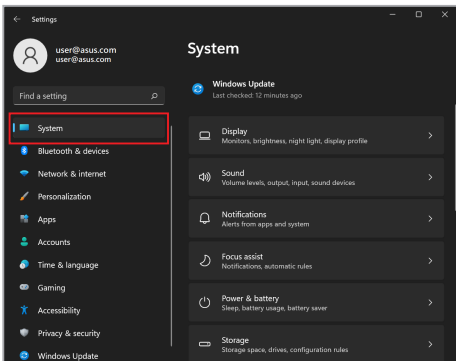 Settings
user@asus.com
user@asus.com
Find a setting
System
Bluetooth & devices
Network & internet
Personalization
Apps
Accounts
Time & language
Gaming
Accessibility
Privacy & security
Windows Update
System
Windows Update
Last checked: 12 minutes ago
Display
Monitors, brightness, night light, display profile
Sound
Volume levels, output, input, sound devices
Notifications
Alerts from apps and system
Focus assist
Notifications, automatic rules
Power & battery
Sleep, battery usage, battery saver
Storage
Storage space, drives, configuration rules